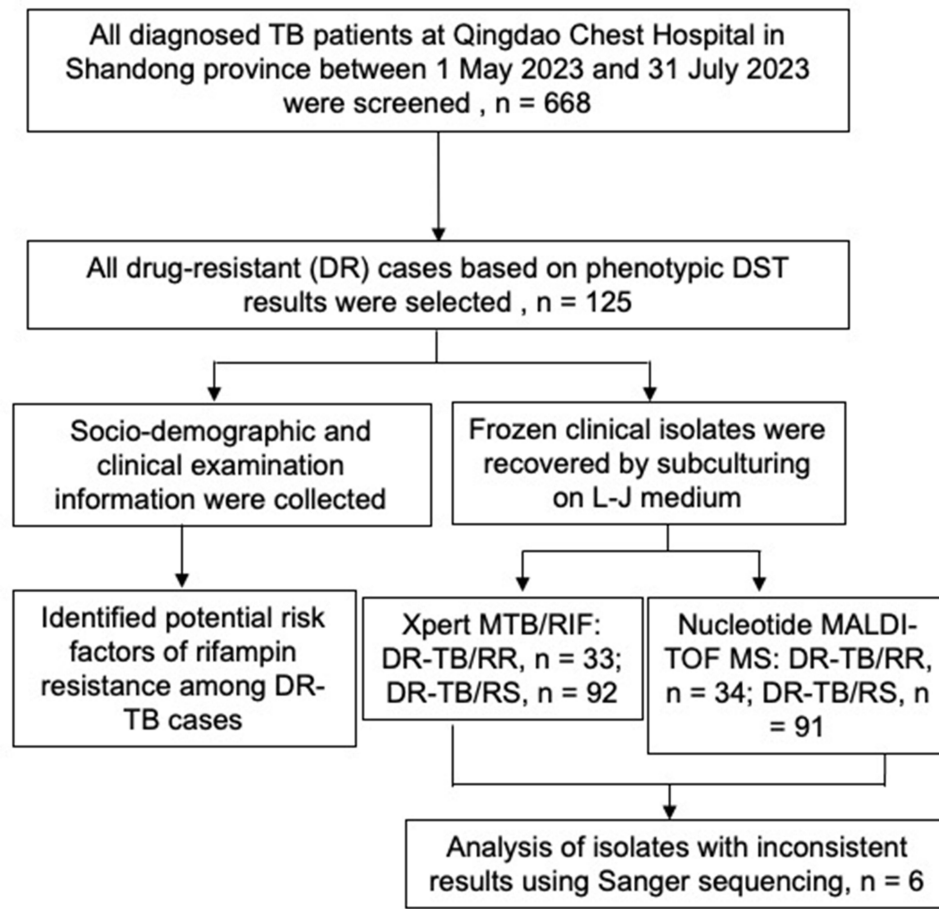 All diagnosed TB patients at Qingdao Chest Hospital in
Shandong province between 1 May 2023 and 31 July 2023
were screened , n = 668
All drug-resistant (DR) cases based on phenotypic DST
results were selected , n = 125
Socio-demographic and
clinical examination
information were collected
Frozen clinical isolates were
recovered by subculturing
on L-J medium
Identified potential risk
factors of rifampin
resistance among DR-
TB cases
Xpert MTB/RIF:
DR-TB/RR, n = 33;
DR-TB/RS, n = 92
Nucleotide MALDI-
TOF MS: DR-TB/RR,
n = 34; DR-TB/RS, n
= 91
Analysis of isolates with inconsistent
results using Sanger sequencing, n = 6